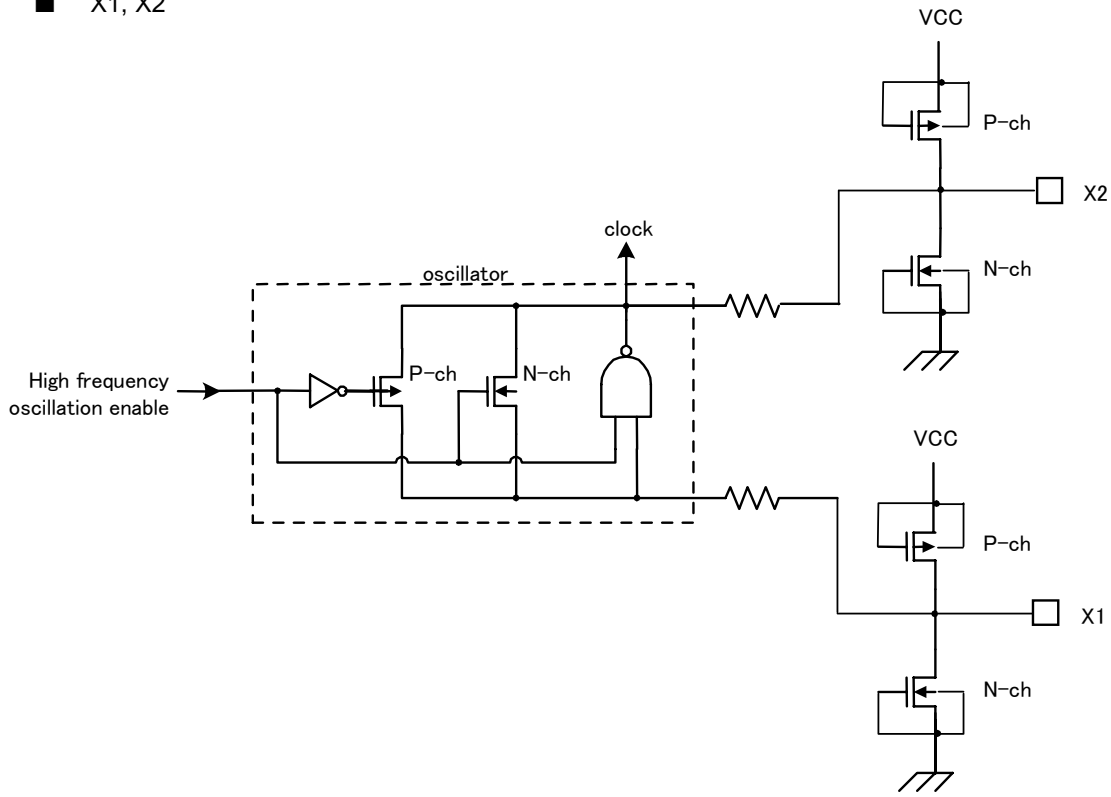 ■ X1, X2
VCC
P-ch
X2
clock
N-ch
oscillator
High frequency
oscillation enable
P-ch
N-ch
VCC
P-ch
X1
N-ch